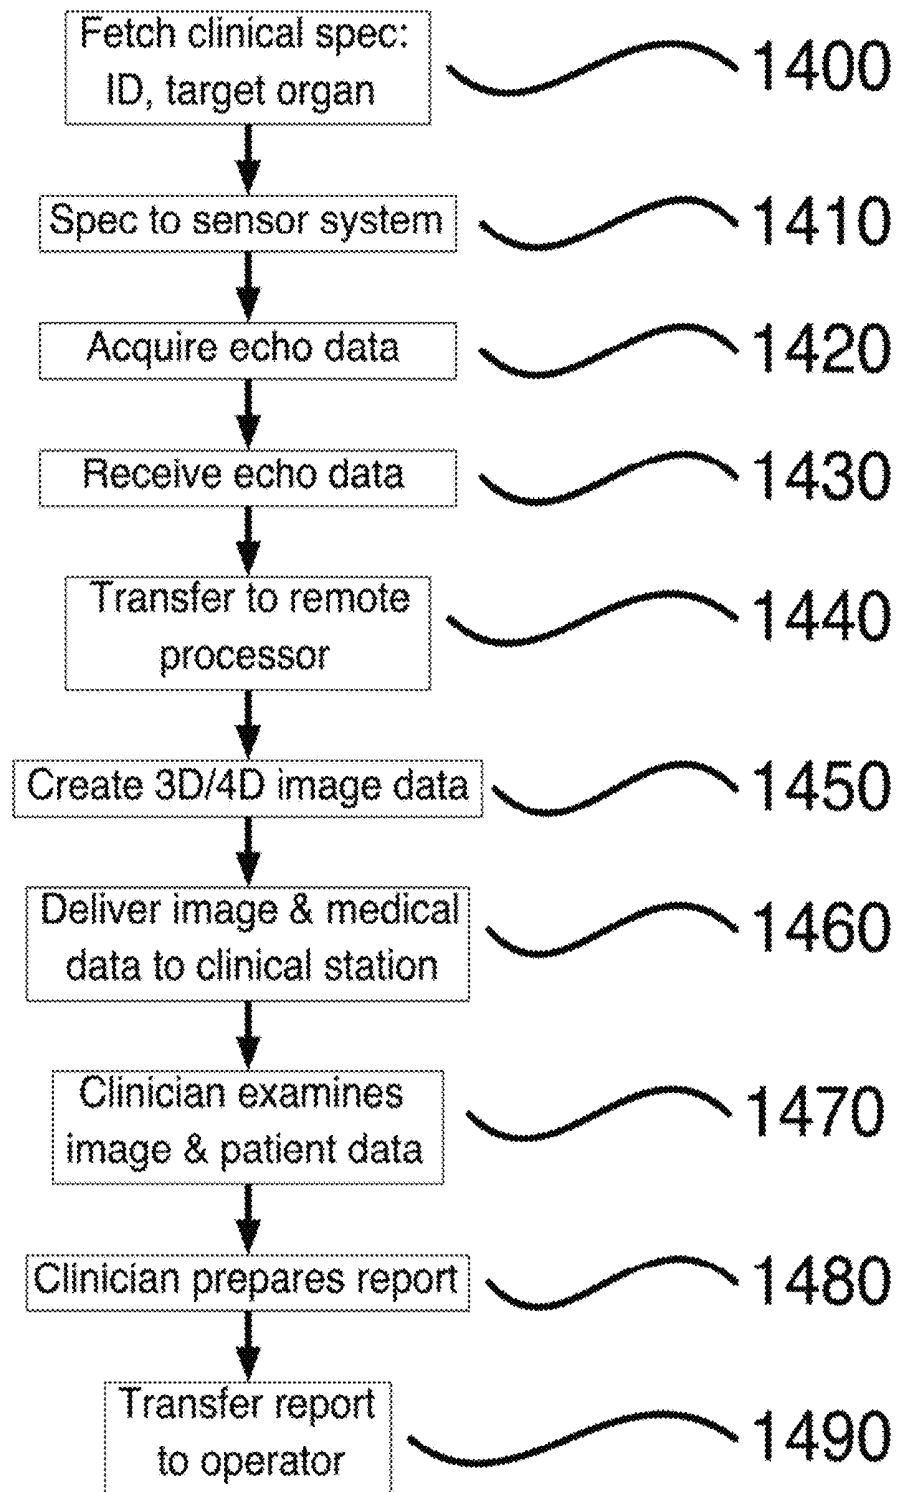 Fetch clinical spec:
ID, target organ
1400
Spec to sensor system
1410
Acquire echo data
1420
Receive echo data
1430
Transfer to remote
processor
1440
Create 3D/4D image data
1450
Deliver image & medical
data to clinical station
1460
Clinician examines
image & patient data
1470
Clinician prepares report
1480
Transfer report
to operator
1490